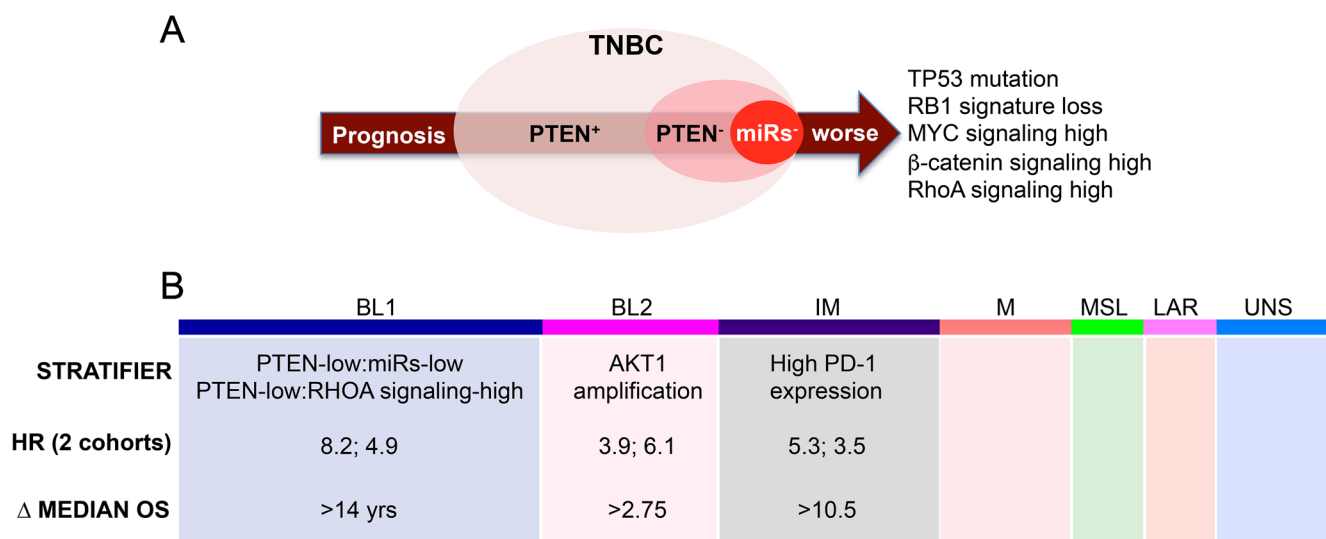 A
TNBC
Prognosis PTEN⁺ PTEN⁻ miRs⁻ worse
TP53 mutation
RB1 signature loss
MYC signaling high
β-catenin signaling high
RhoA signaling high
B
BL1 BL2 IM M MSL LAR UNS
STRATIFIER
PTEN-low:miRs-low
PTEN-low:RHOA signaling-high
AKT1
amplification
High PD-1
expression
HR (2 cohorts) 8.2; 4.9 3.9; 6.1 5.3; 3.5
Δ MEDIAN OS >14 yrs >2.75 >10.5